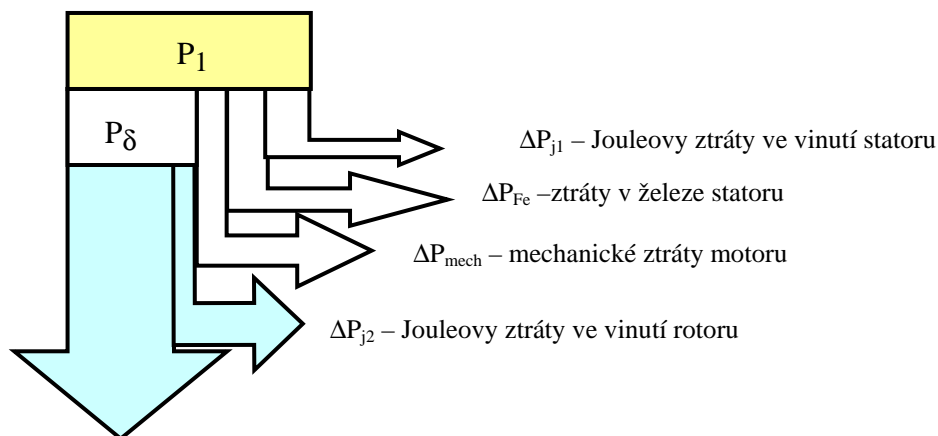 P1
Pδ
ΔPj1 – Jouleovy ztráty ve vinutí statoru
ΔPFe –ztráty v železe statoru
ΔPmech – mechanické ztráty motoru
ΔPj2 – Jouleovy ztráty ve vinutí rotoru